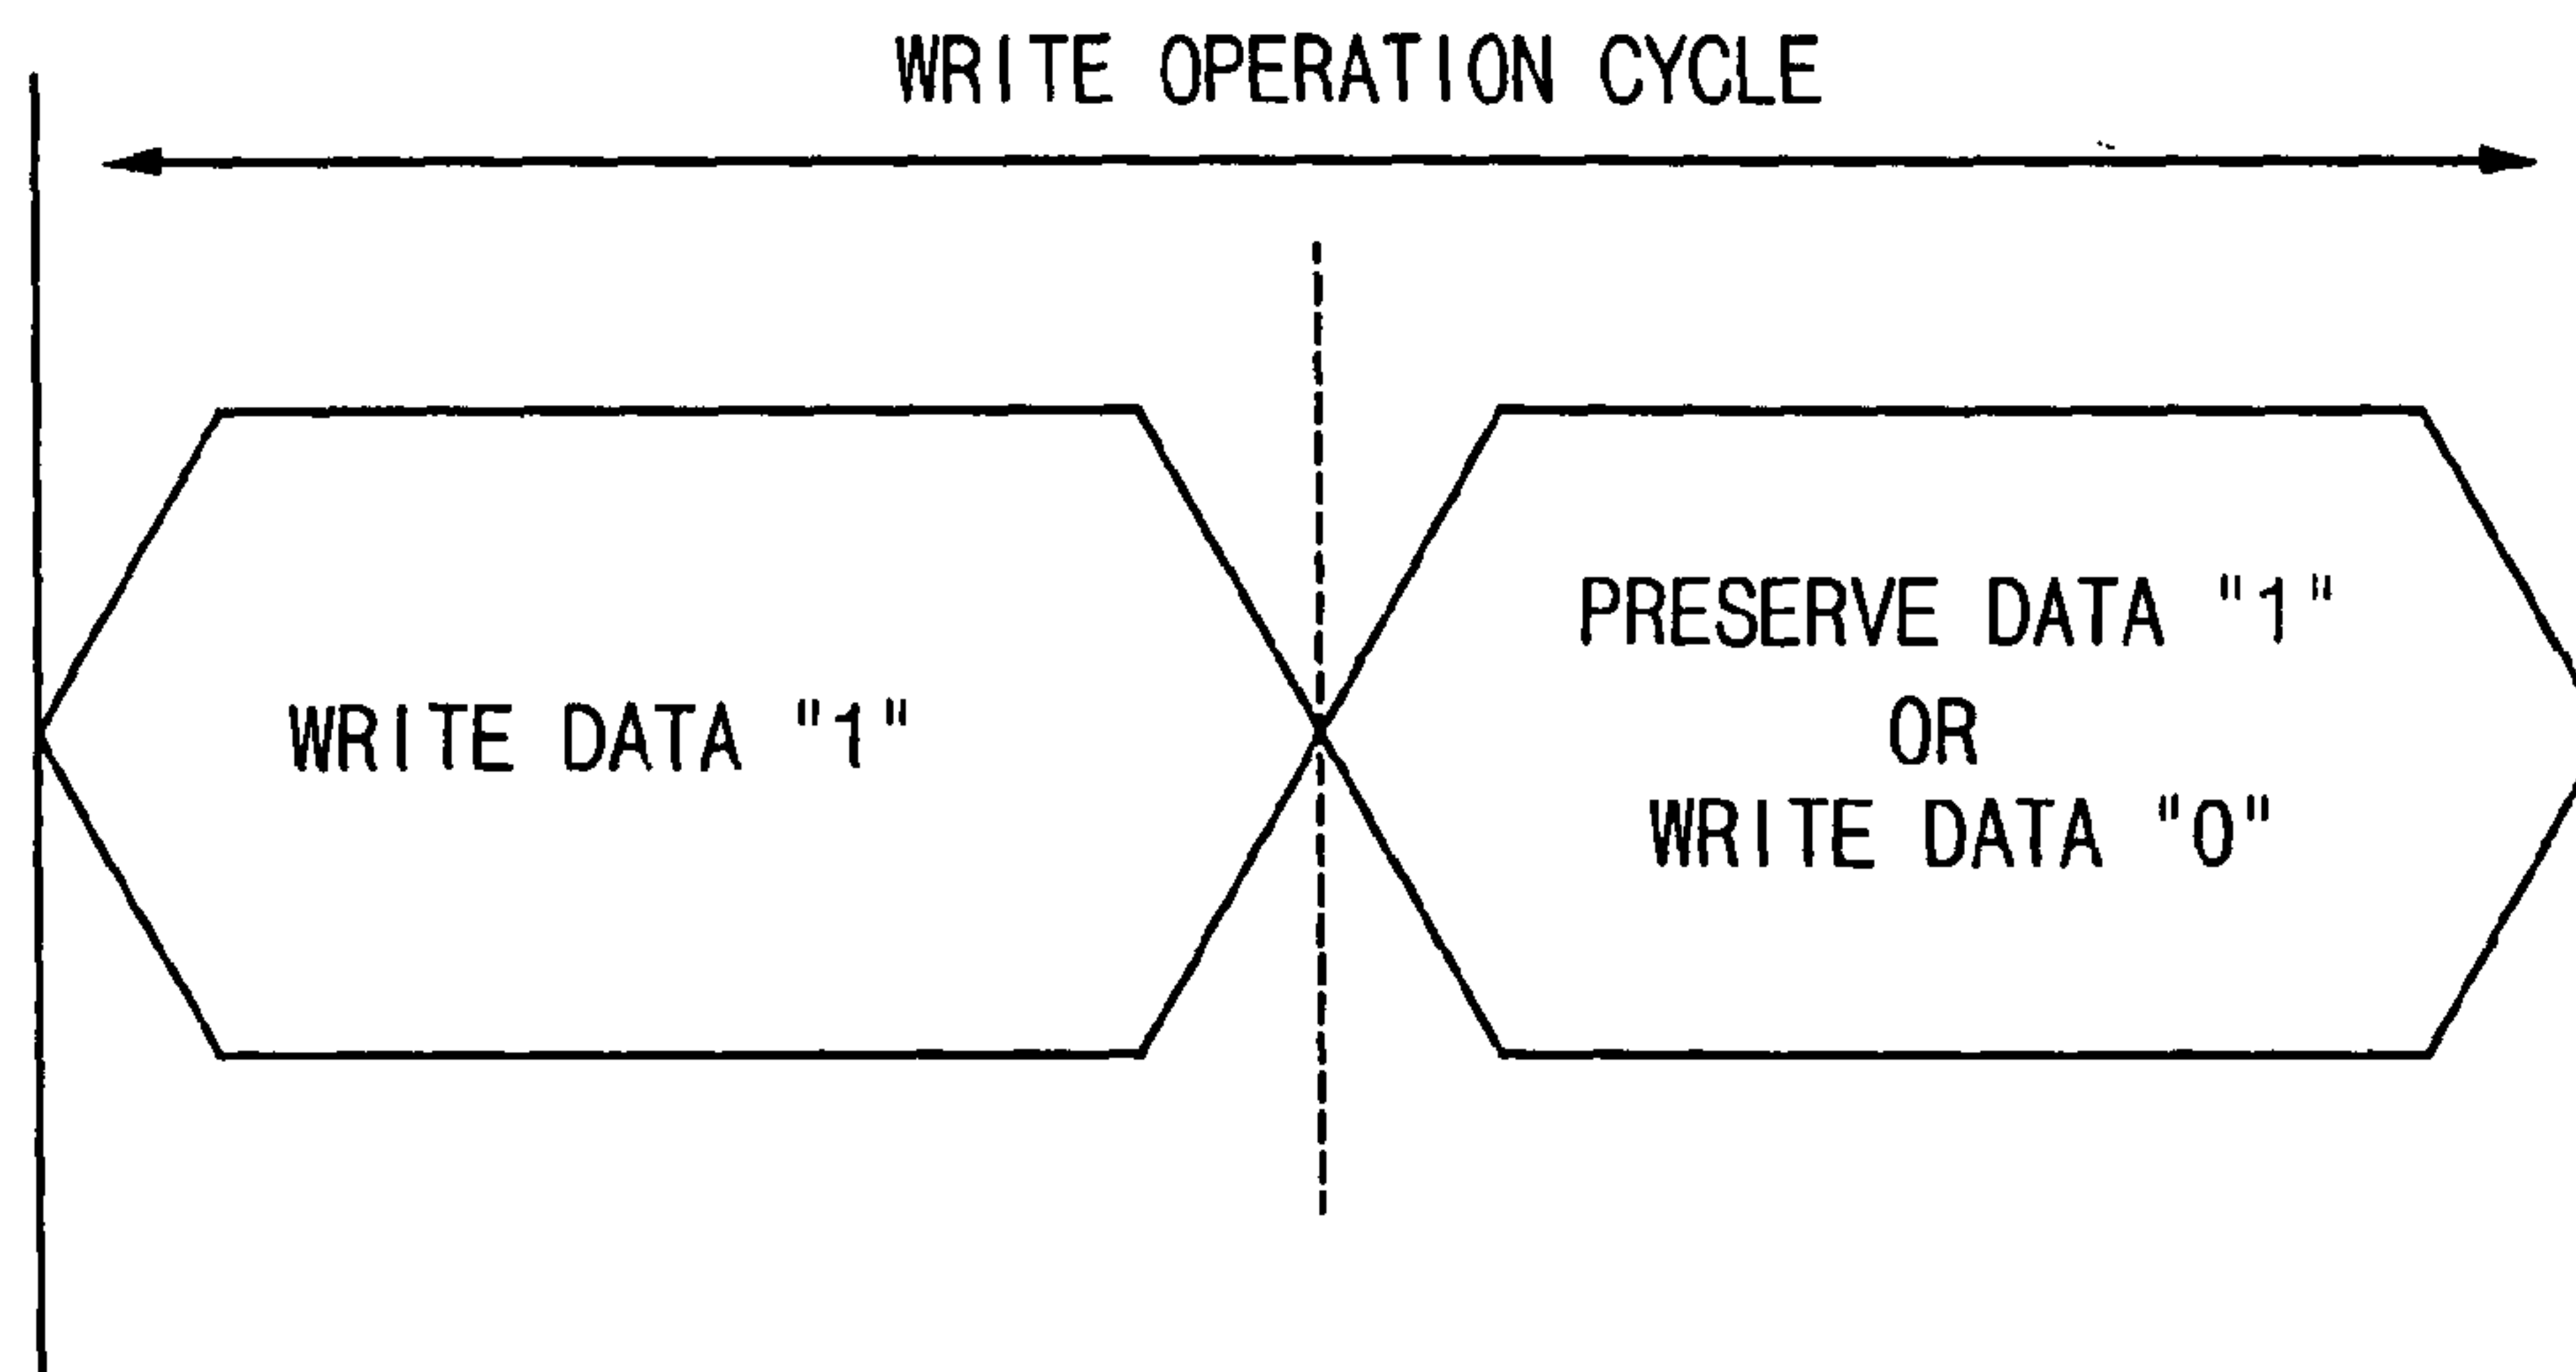 WRITE OPERATION CYCLE
WRITE DATA "1"
PRESERVE DATA "1"
OR
WRITE DATA "0"